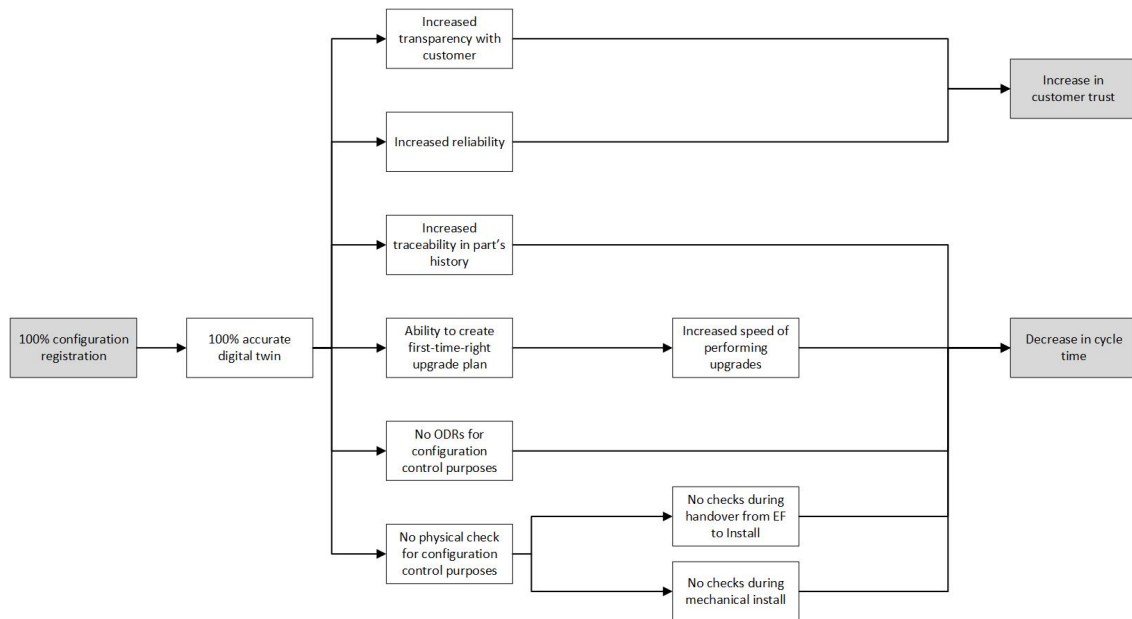 Increased
transparency with
customer
Increase in
customer trust
Increased reliability
Increased
traceability in part's
history
100% configuration
registration
100% accurate
digital twin
Ability to create
first-time-right
upgrade plan
Increased speed of
performing
upgrades
Decrease in cycle
time
No ODRs for
configuration
control purposes
No physical check
for configuration
control purposes
No checks during
handover from EF
to Install
No checks during
mechanical install